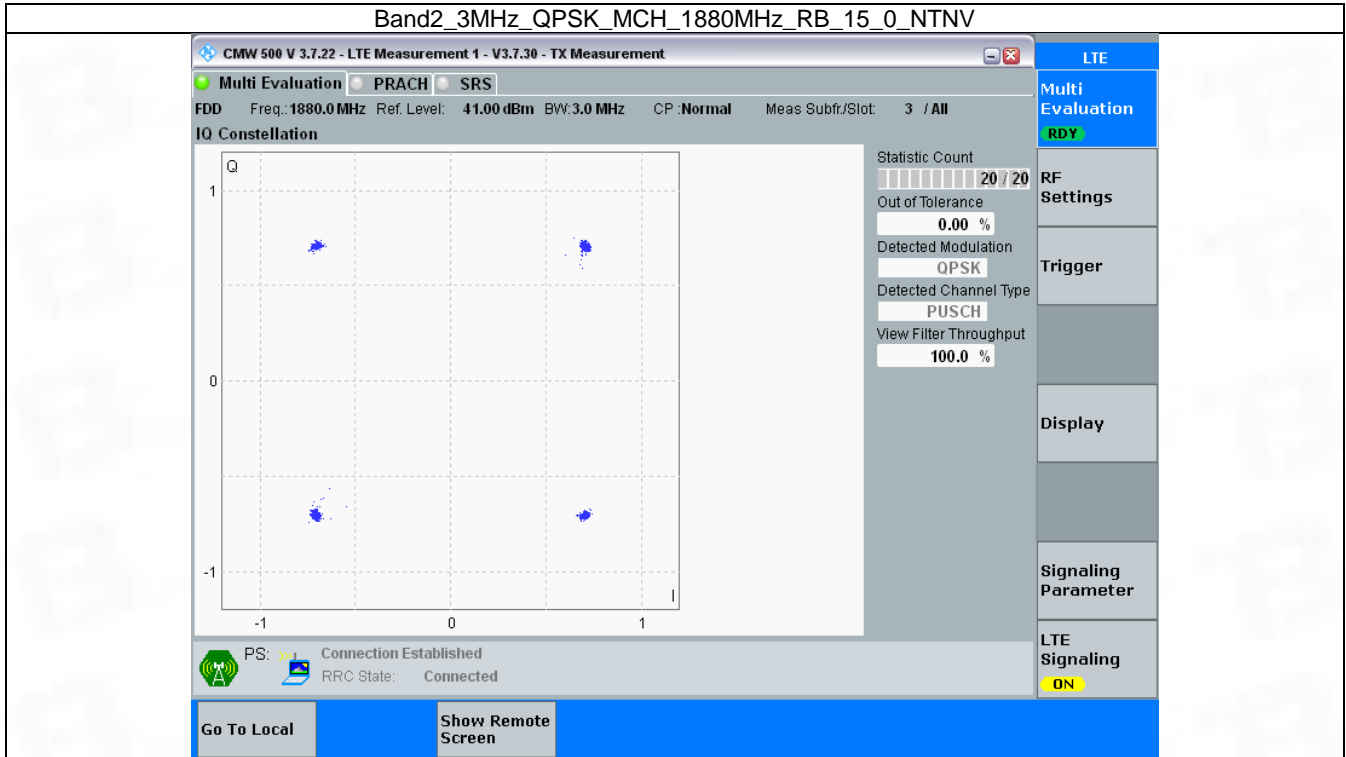 Band2_3MHz_QPSK_MCH_1880MHz_RB_15_0_NTNV
CMW 500 V 3.7.22 - LTE Measurement 1 - V3.7.30 - TX Measurement
LTE
Multi Evaluation PRACH SRS
FDD Freq.: 1880.0 MHz Ref. Level: 41.00 dBm BW: 3.0 MHz CP : Normal Meas Subfr./Slot: 3 / All
IQ Constellation
Q
1
0
-1
I
-1 0 1
Statistic Count
20 / 20
Out of Tolerance
0.00 %
Detected Modulation
QPSK
Detected Channel Type
PUSCH
View Filter Throughput
100.0 %
Multi
Evaluation
RDY
RF
Settings
Trigger
Display
Signaling
Parameter
LTE
Signaling
ON
PS: Connection Established
RRC State: Connected
Go To Local
Show Remote
Screen